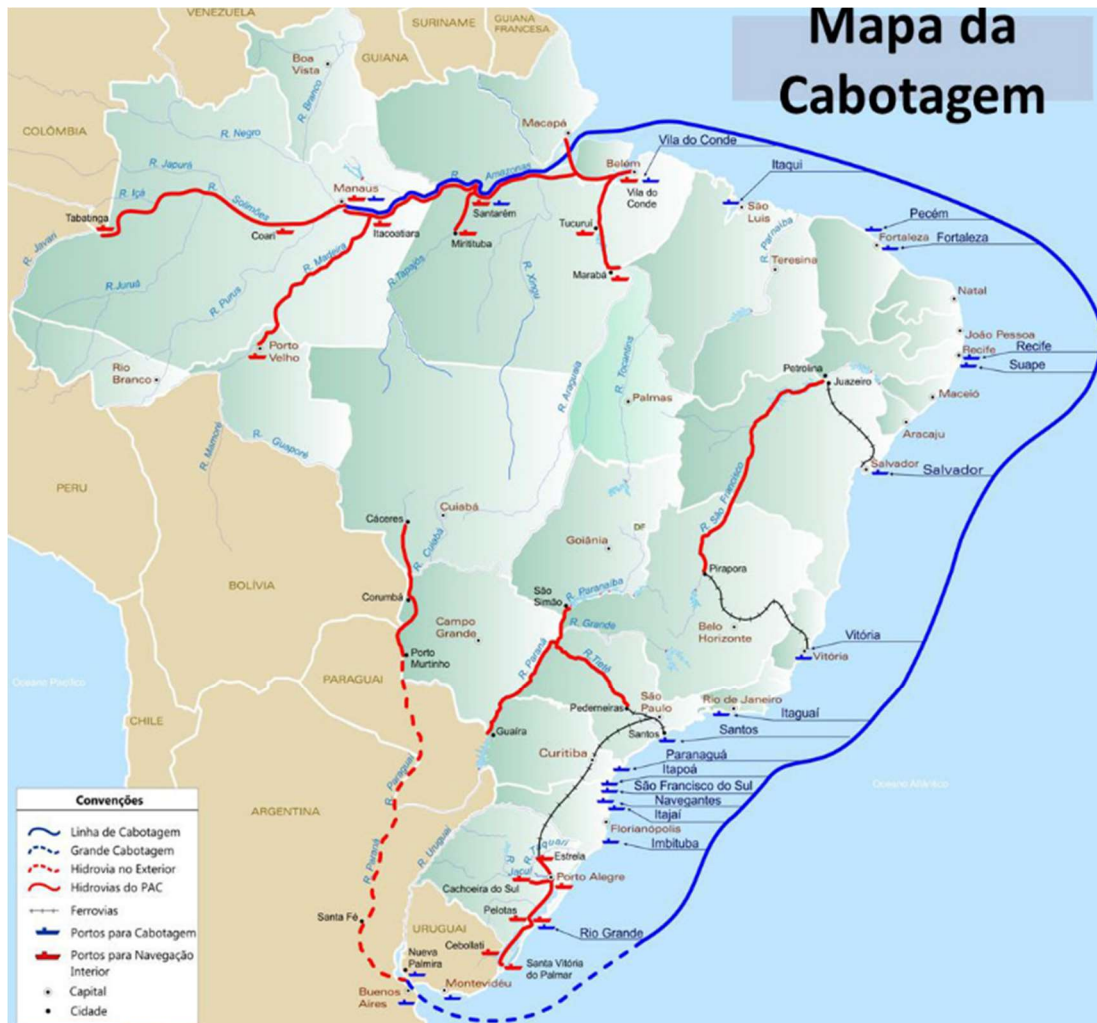 Mapa da
Cabotagem
VENEZUELA
SURINAME
GUIANA
FRANCESA
GUIANA
COLÔMBIA
Boa
Vista
R. Branco
R. Negro
R. Japurá
R. Içá
R. Solimões
Tabatinga
R. Javari
Coari
Manaus
Itacoatiara
R. Amazonas
Santarém
Miritituba
Macapá
Belém
Vila do
Conde
Vila do Conde
Itaqui
São
Luis
Tucuruí
Marabá
R. Parnaíba
Teresina
Pecém
Fortaleza
Fortaleza
Natal
João Pessoa
Recife
Recife
Suape
Maceió
Aracaju
Salvador
Salvador
R. Juruá
R. Purus
R. Madeira
R. Tapajós
R. Xingu
R. Araguaia
R. Tocantins
Palmas
Porto
Velho
Rio
Branco
R. Mamoré
R. Guaporé
Petrolina
Juazeiro
R. São Francisco
Pirapora
PERU
BOLÍVIA
Cáceres
Cuiabá
R. Cuiabá
Corumbá
Campo
Grande
Porto
Murtinho
Goiânia
DF
São
Simão
R. Paranaíba
R. Grande
R. Paraná
R. Tietê
Belo
Horizonte
Vitória
Vitória
Rio de Janeiro
Itaguaí
São
Paulo
Pederneiras
Santos
Santos
Guaíra
Curitiba
Paranaguá
Itapoá
São Francisco do Sul
Navegantes
Itajaí
Florianópolis
Imbituba
Oceano Pacífico
Oceano Atlântico
PARAGUAI
CHILE
ARGENTINA
R. Paraguai
R. Paraná
R. Uruguai
R. Taquari
Estrela
R. Jacuí
Porto Alegre
Cachoeira do Sul
Pelotas
Rio Grande
Santa Fé
URUGUAI
Cebollati
Santa Vitória
do Palmar
Nueva
Palmira
Montevidéu
Buenos
Aires
Convenções
Linha de Cabotagem
Grande Cabotagem
Hidrovia no Exterior
Hidrovias do PAC
Ferrovias
Portos para Cabotagem
Portos para Navegação
Interior
Capital
Cidade